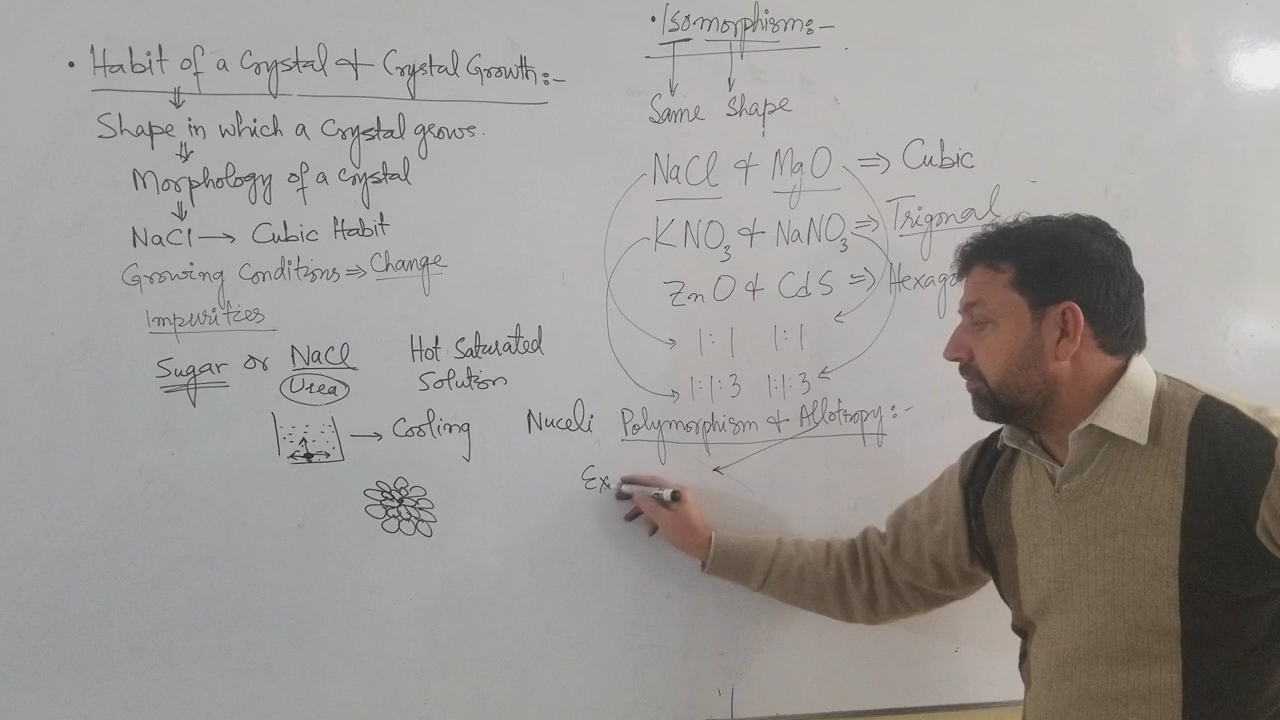 • Habit of a Crystal & Crystal Growth:-
⇓
Shape in which a Crystal grows.
⇓
Morphology of a Crystal
⇓
NaCl → Cubic Habit
Growing Conditions ⇒ Change
Impurities
Sugar or NaCl
Urea
Hot Saturated
Solution
→ Cooling
• Isomorphism:-
Same shape
NaCl & MgO ⇒ Cubic
KNO3 & NaNO3 ⇒ Trigonal
ZnO & CdS ⇒ Hexago
1:1 1:1
1:1:3 1:1:3
Nuceli Polymorphism & Allotropy:-
Ex